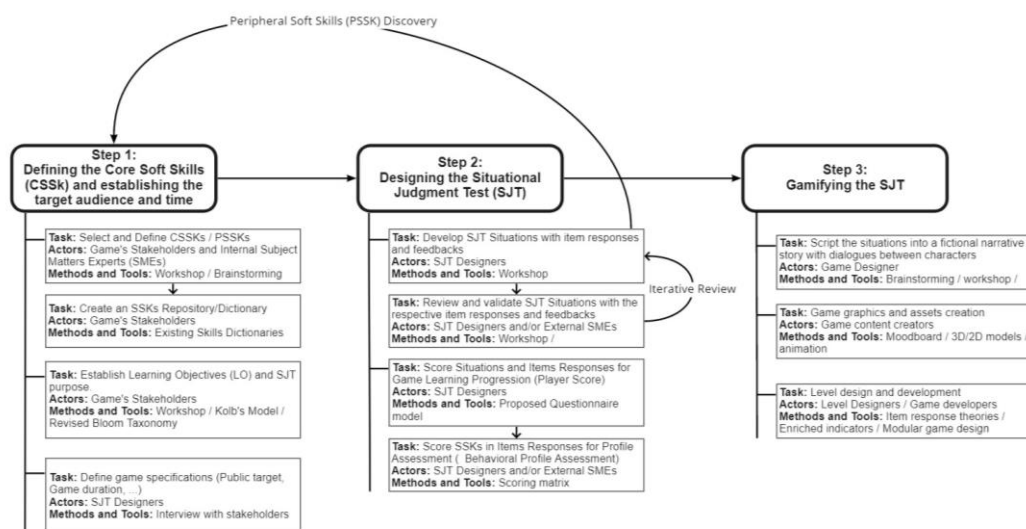 Peripheral Soft Skills (PSSK) Discovery
Step 1:
Defining the Core Soft Skills
(CSSk) and establishing the
target audience and time
Task: Select and Define CSSKs / PSSKs
Actors: Game's Stakeholders and Internal Subject
Matters Experts (SMEs)
Methods and Tools: Workshop / Brainstorming
Task: Create an SSKs Repository/Dictionary
Actors: Game's Stakeholders
Methods and Tools: Existing Skills Dictionaries
Task: Establish Learning Objectives (LO) and SJT
purpose.
Actors: Game's Stakeholders
Methods and Tools: Workshop / Kolb's Model /
Revised Bloom Taxonomy
Task: Define game specifications (Public target,
Game duration, ...)
Actors: SJT Designers
Methods and Tools: Interview with stakeholders
Step 2:
Designing the Situational
Judgment Test (SJT)
Task: Develop SJT Situations with item responses
and feedbacks
Actors: SJT Designers
Methods and Tools: Workshop
Iterative Review
Task: Review and validate SJT Situations with the
respective item responses and feedbacks
Actors: SJT Designers and/or External SMEs
Methods and Tools: Workshop /
Task: Score Situations and Items Responses for
Game Learning Progression (Player Score)
Actors: SJT Designers
Methods and Tools: Proposed Questionnaire
model
Task: Score SSKs in Items Responses for Profile
Assessment ( Behavioral Profile Assessment)
Actors: SJT Designers and/or External SMEs
Methods and Tools: Scoring matrix
Step 3:
Gamifying the SJT
Task: Script the situations into a fictional narrative
story with dialogues between characters
Actors: Game Designer
Methods and Tools: Brainstorming / workshop /
Task: Game graphics and assets creation
Actors: Game content creators
Methods and Tools: Moodboard / 3D/2D models /
animation
Task: Level design and development
Actors: Level Designers / Game developers
Methods and Tools: Item response theories /
Enriched indicators / Modular game design